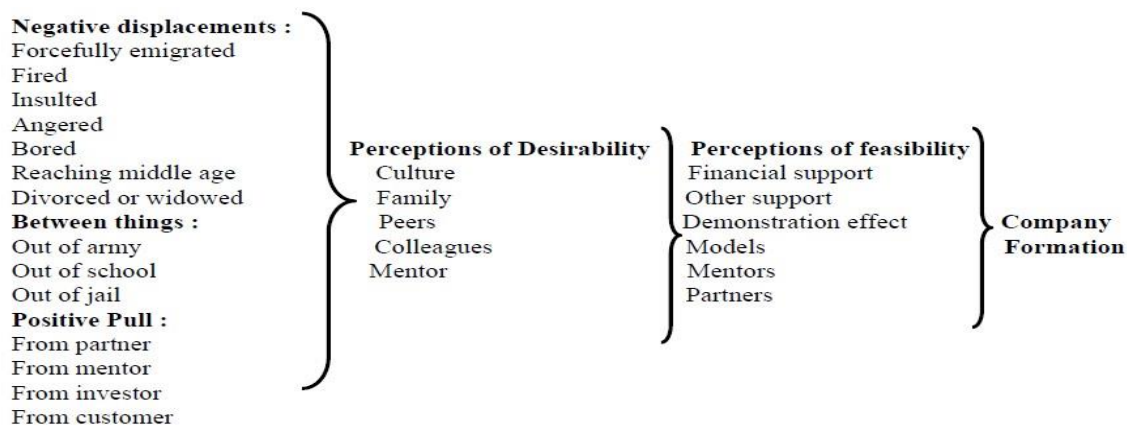 Negative displacements :
Forcefully emigrated
Fired
Insulted
Angered
Bored
Reaching middle age
Divorced or widowed
Between things :
Out of army
Out of school
Out of jail
Positive Pull :
From partner
From mentor
From investor
From customer
Perceptions of Desirability
Culture
Family
Peers
Colleagues
Mentor
Perceptions of feasibility
Financial support
Other support
Demonstration effect
Models
Mentors
Partners
Company
Formation